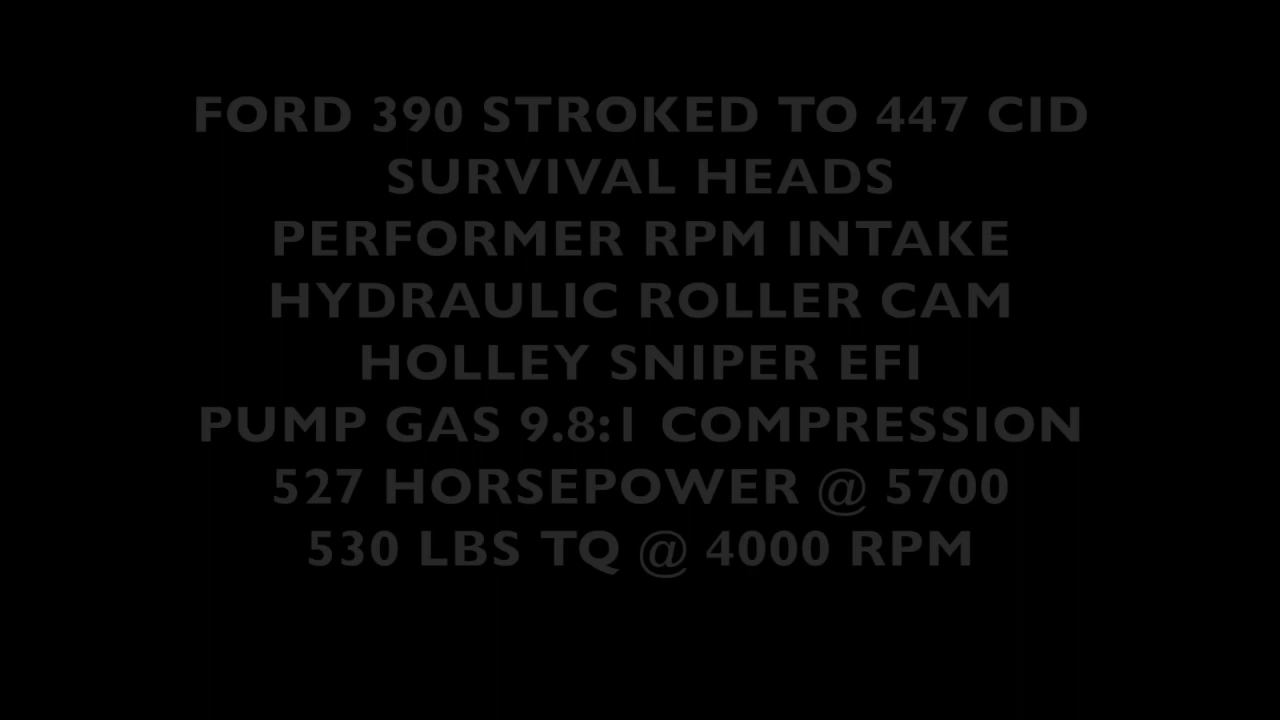 FORD 390 STROKED TO 447 CID
SURVIVAL HEADS
PERFORMER RPM INTAKE
HYDRAULIC ROLLER CAM
HOLLEY SNIPER EFI
PUMP GAS 9.8:1 COMPRESSION
527 HORSEPOWER @ 5700
530 LBS TQ @ 4000 RPM